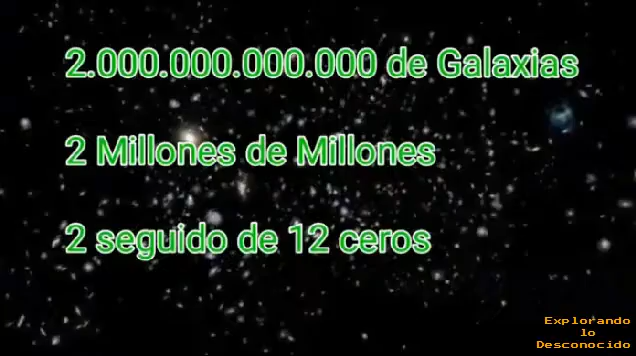 2.000.000.000.000 de Galaxias
2 Millones de Millones
2 seguido de 12 ceros
Explorando
lo
Desconocido